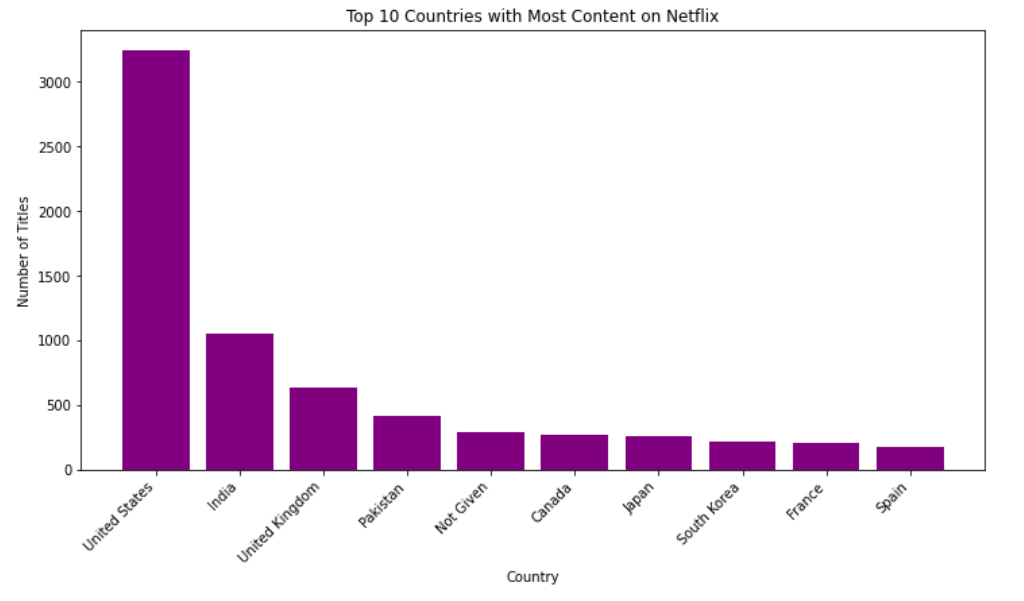 Top 10 Countries with Most Content on Netflix
Number of Titles
3000
2500
2000
1500
1000
500
0
United States
India
United Kingdom
Pakistan
Not Given
Canada
Japan
South Korea
France
Spain
Country